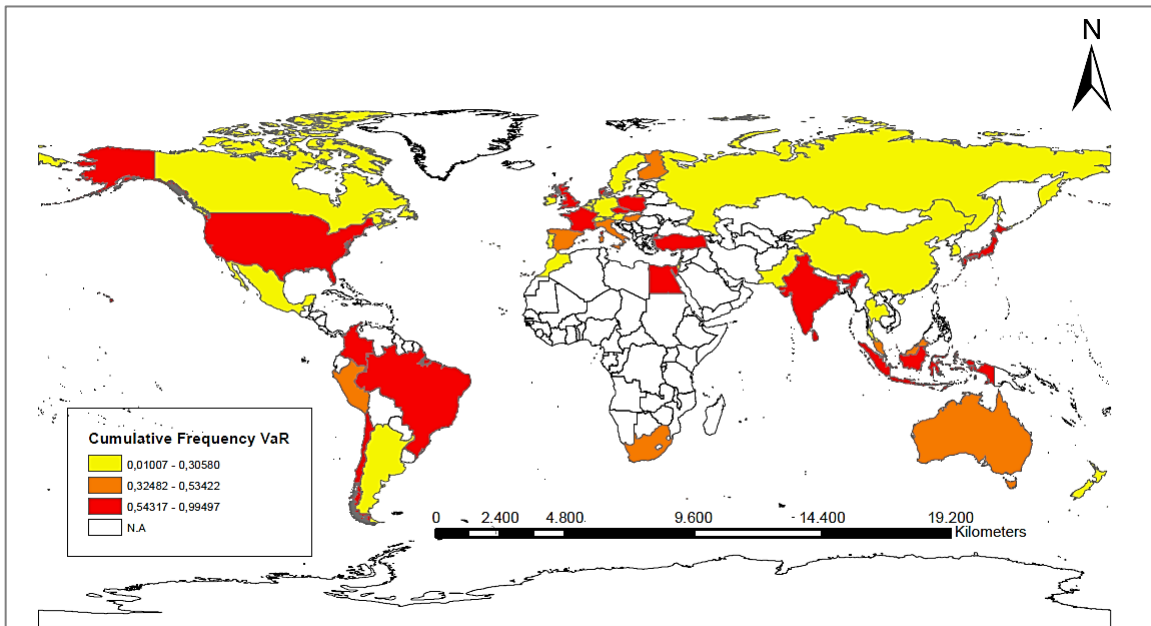 N
Cumulative Frequency VaR
0,01007 - 0,30580
0,32482 - 0,53422
0,54317 - 0,99497
N.A
0 2.400 4.800 9.600 14.400 19.200
Kilometers